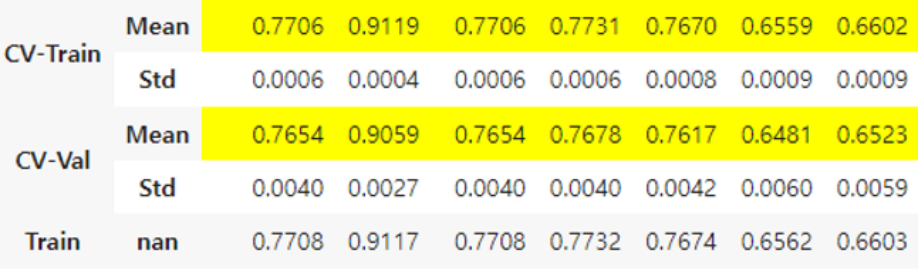 CV-Train Mean 0.7706 0.9119 0.7706 0.7731 0.7670 0.6559 0.6602
Std 0.0006 0.0004 0.0006 0.0006 0.0008 0.0009 0.0009
CV-Val Mean 0.7654 0.9059 0.7654 0.7678 0.7617 0.6481 0.6523
Std 0.0040 0.0027 0.0040 0.0040 0.0042 0.0060 0.0059
Train nan 0.7708 0.9117 0.7708 0.7732 0.7674 0.6562 0.6603